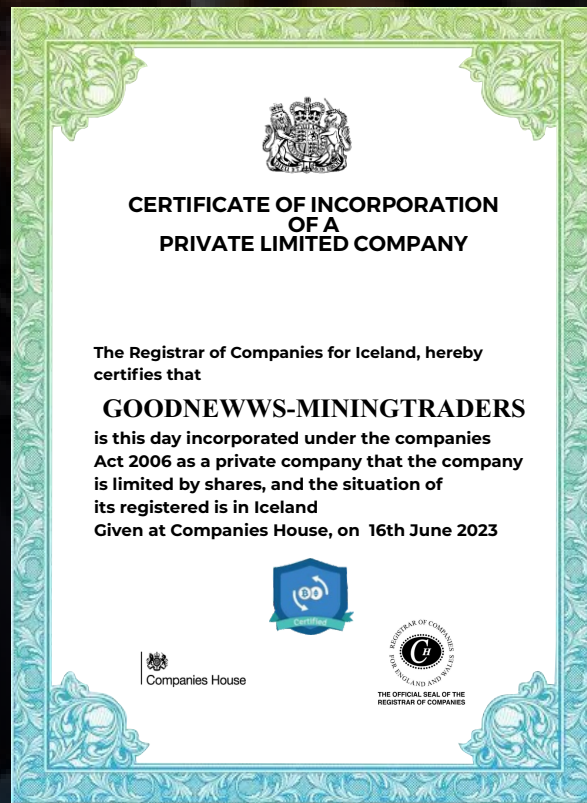 CERTIFICATE OF INCORPORATION
OF A
PRIVATE LIMITED COMPANY
The Registrar of Companies for Iceland, hereby
certifies that
GOODNEWWS-MININGTRADERS
is this day incorporated under the companies
Act 2006 as a private company that the company
is limited by shares, and the situation of
its registered is in Iceland
Given at Companies House, on 16th June 2023
Certified
Companies House
REGISTRAR OF COMPANIES
FOR ENGLAND AND WALES
CH
THE OFFICIAL SEAL OF THE
REGISTRAR OF COMPANIES